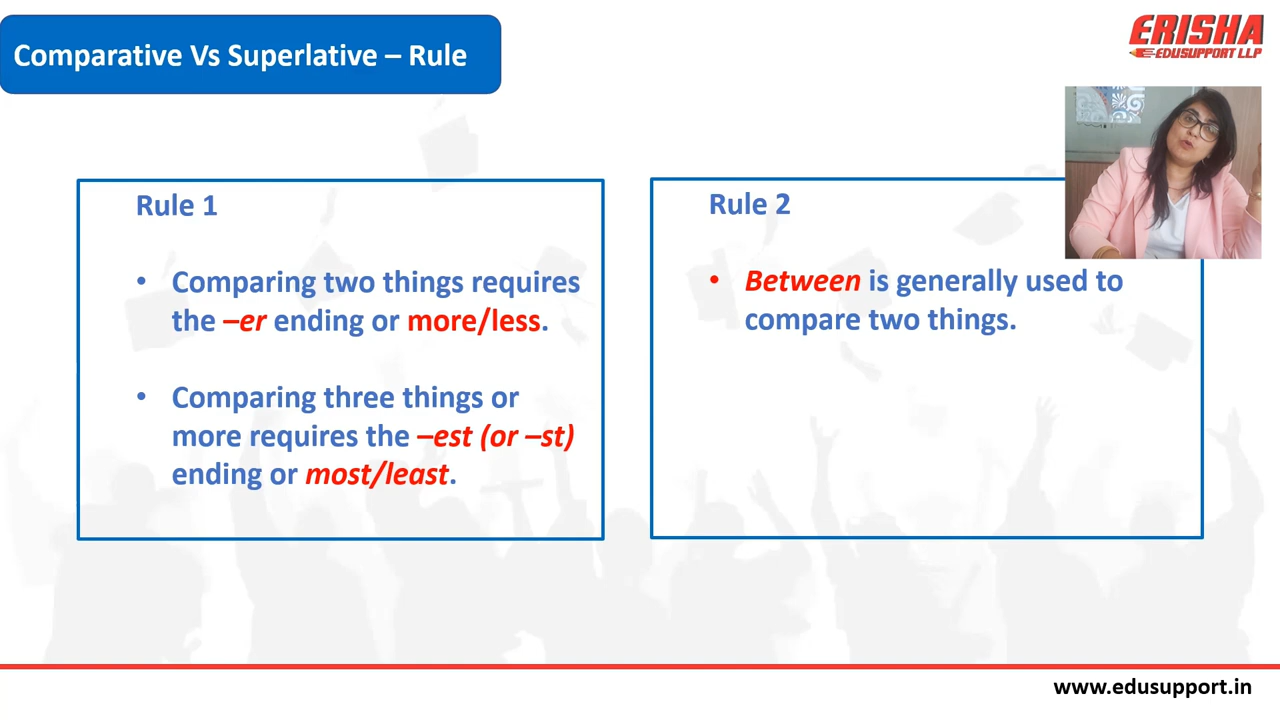 Comparative Vs Superlative – Rule
ERISHA
EDUSUPPORT LLP
Rule 1
• Comparing two things requires
the –er ending or more/less.
• Comparing three things or
more requires the –est (or –st)
ending or most/least.
Rule 2
• Between is generally used to
compare two things.
www.edusupport.in